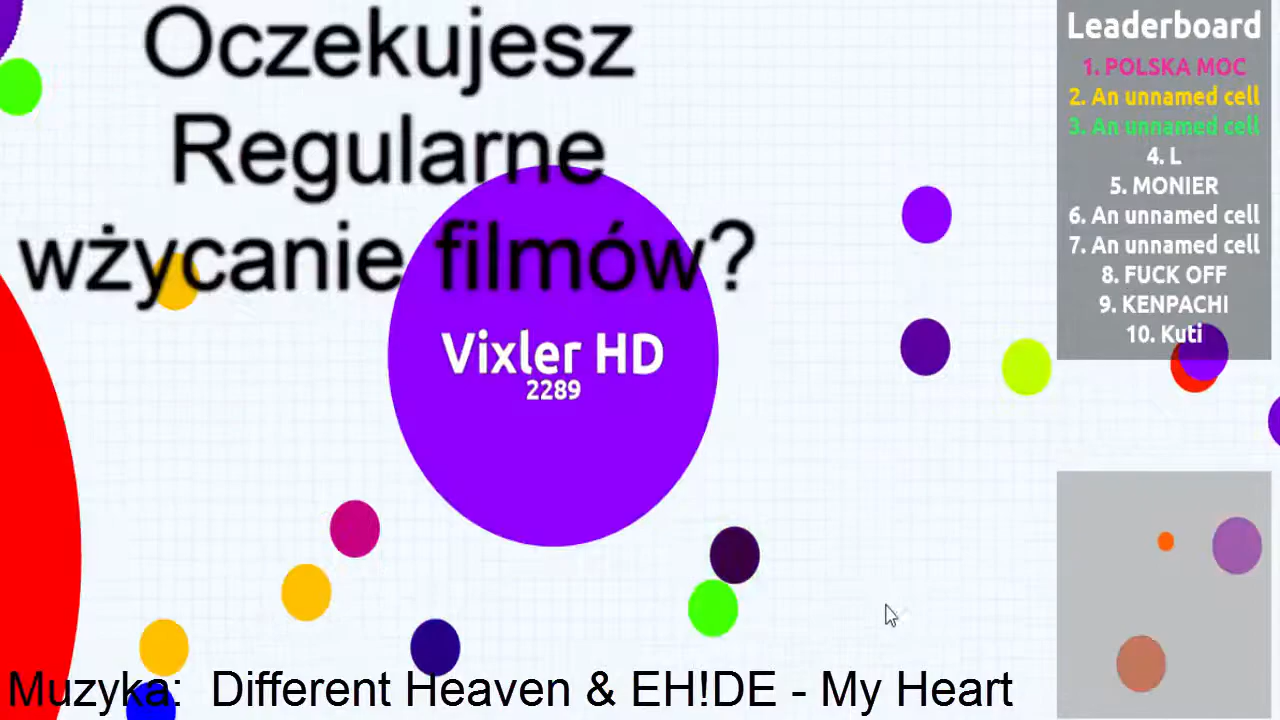 Oczekujesz
Regularne
wżycanie filmów?
Vixler HD
2289
Leaderboard
1. POLSKA MOC
2. An unnamed cell
3. An unnamed cell
4. L
5. MONIER
6. An unnamed cell
7. An unnamed cell
8. FUCK OFF
9. KENPACHI
10. Kuti
Muzyka:  Different Heaven & EH!DE - My Heart